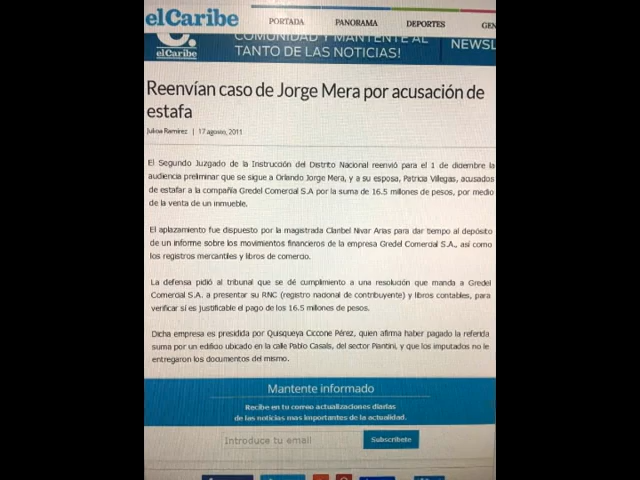 elCaribe
PORTADA PANORAMA DEPORTES GEN
COMUNIDAD Y MANTENTE AL
TANTO DE LAS NOTICIAS!
NEWSL
elCaribe
Reenvían caso de Jorge Mera por acusación de
estafa
Julissa Ramírez | 17 agosto, 2011
El Segundo Juzgado de la Instrucción del Distrito Nacional reenvió para el 1 de diciembre la
audiencia preliminar que se sigue a Orlando Jorge Mera, y a su esposa, Patricia Villegas, acusados
de estafar a la compañía Gredel Comercial S.A por la suma de 16.5 millones de pesos, por medio
de la venta de un inmueble.
El aplazamiento fue dispuesto por la magistrada Claribel Nivar Arias para dar tiempo al depósito
de un informe sobre los movimientos financieros de la empresa Gredel Comercial S.A., así como
los registros mercantiles y libros de comercio.
La defensa pidió al tribunal que se dé cumplimiento a una resolución que manda a Gredel
Comercial S.A. a presentar su RNC (registro nacional de contribuyente) y libros contables, para
verificar si es justificable el pago de los 16.5 millones de pesos.
Dicha empresa es presidida por Quisqueya Ciccone Pérez, quien afirma haber pagado la referida
suma por un edificio ubicado en la calle Pablo Casals, del sector Piantini, y que los imputados no le
entregaron los documentos del mismo.
Mantente informado
Recibe en tu correo actualizaciones diarias
de las noticias mas importantes de la actualidad.
Introduce tu email Subscribete